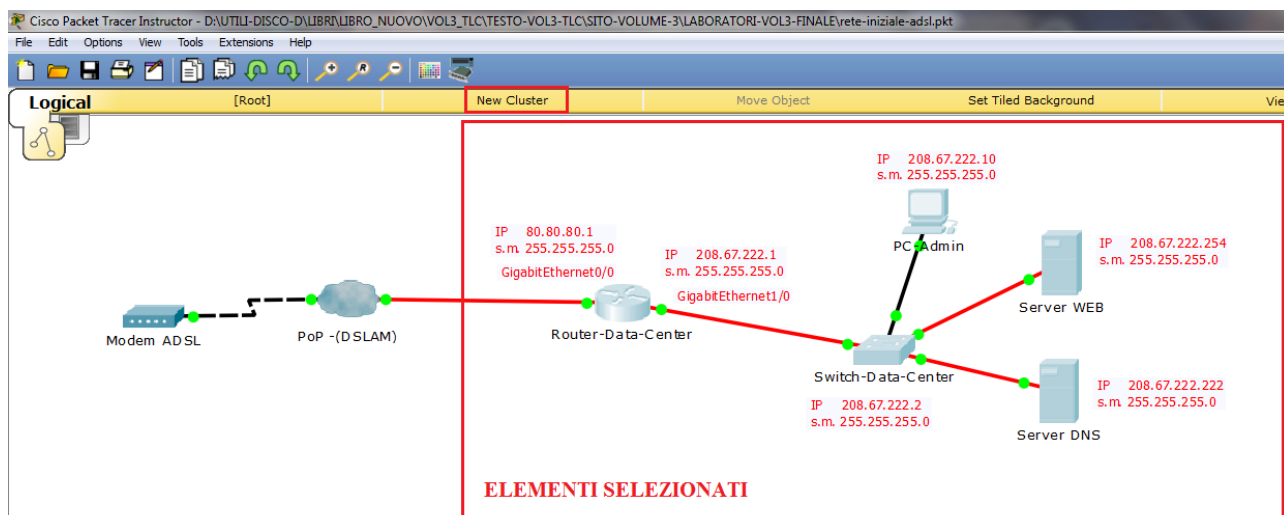 Cisco Packet Tracer Instructor - D:\UTILI-DISCO-D\LIBRI\LIBRO_NUOVO\VOL3_TLC\TESTO-VOL3-TLC\SITO-VOLUME-3\LABORATORI-VOL3-FINALE\rete-iniziale-adsl.pkt
File Edit Options View Tools Extensions Help
Logical [Root] New Cluster Move Object Set Tiled Background Vie
IP 208.67.222.10
s.m. 255.255.255.0
PC-Admin
IP 80.80.80.1
s.m. 255.255.255.0
GigabitEthernet0/0
IP 208.67.222.1
s.m. 255.255.255.0
GigabitEthernet1/0
IP 208.67.222.254
s.m. 255.255.255.0
Server WEB
Modem ADSL
PoP -(DSLAM)
Router-Data-Center
Switch-Data-Center
IP 208.67.222.2
s.m. 255.255.255.0
IP 208.67.222.222
s.m. 255.255.255.0
Server DNS
ELEMENTI SELEZIONATI